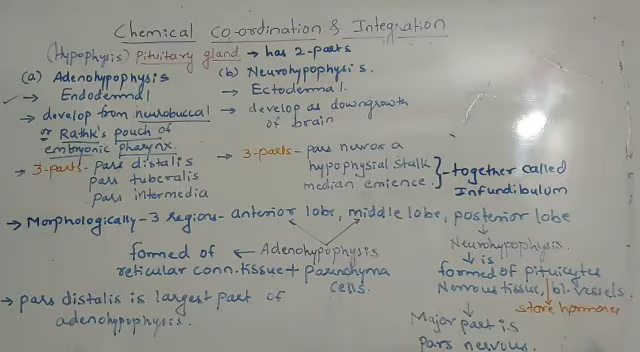 Chemical Co-ordination & Integration
(Hypophysis) Pituitary gland → has 2-parts
(a) Adenohypophysis
→ Endodermal
→ develop from neurobuccal
or Rathk's pouch of
embryonic pharynx.
→ 3-parts- pars distalis
pars tuberalis
pars intermedia
(b) Neurohypophysis.
→ Ectodermal.
→ develop as downgrowth
of brain
→ 3-parts- pars nurosa
hypophysial stalk
median emience.
}-together called
Infundibulum
→ Morphologically-3 regions- anterior lobe, middle lobe, posterior lobe
formed of ← Adenohypophysis
reticular conn.tissue+ parenchyma
cells.
Neurohypophysis.
↓ is
formed of pituicytes
Nervous tissue, bl. vessels.
store hormones
Major part is
pars nervous.
→ pars distalis is largest part of
adenohypophysis.